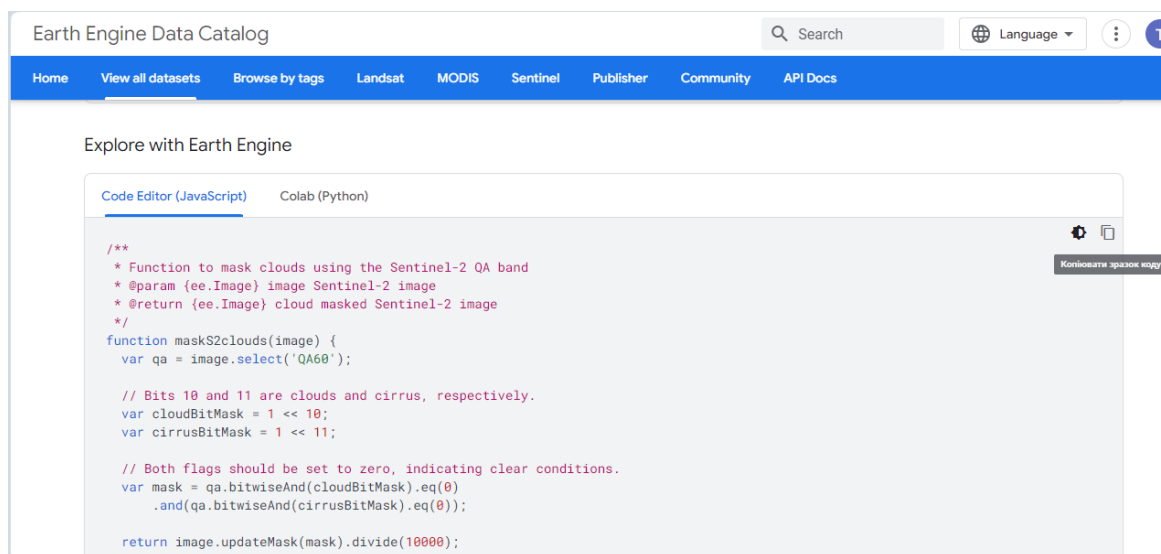 Earth Engine Data Catalog
Search
Language
Home View all datasets Browse by tags Landsat MODIS Sentinel Publisher Community API Docs
Explore with Earth Engine
Code Editor (JavaScript) Colab (Python)
Копіювати зразок коду
/**
* Function to mask clouds using the Sentinel-2 QA band
* @param {ee.Image} image Sentinel-2 image
* @return {ee.Image} cloud masked Sentinel-2 image
*/
function maskS2clouds(image) {
var qa = image.select('QA60');
// Bits 10 and 11 are clouds and cirrus, respectively.
var cloudBitMask = 1 << 10;
var cirrusBitMask = 1 << 11;
// Both flags should be set to zero, indicating clear conditions.
var mask = qa.bitwiseAnd(cloudBitMask).eq(0)
.and(qa.bitwiseAnd(cirrusBitMask).eq(0));
return image.updateMask(mask).divide(10000);